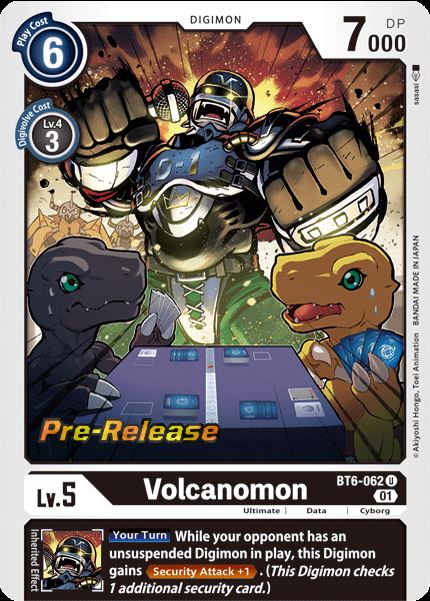 Play Cost
6
DIGIMON
7000
DP
Digivolve Cost
Lv.4
3
sasasi
D-1
© Akiyoshi Hongo, Toei Animation BANDAI MADE IN JAPAN
Pre-Release
Lv.5
Volcanomon
BT6-062 U
01
Ultimate | Data | Cyborg
Inherited Effect
Your Turn While your opponent has an
unsuspended Digimon in play, this Digimon
gains Security Attack +1 . (This Digimon checks
1 additional security card.)